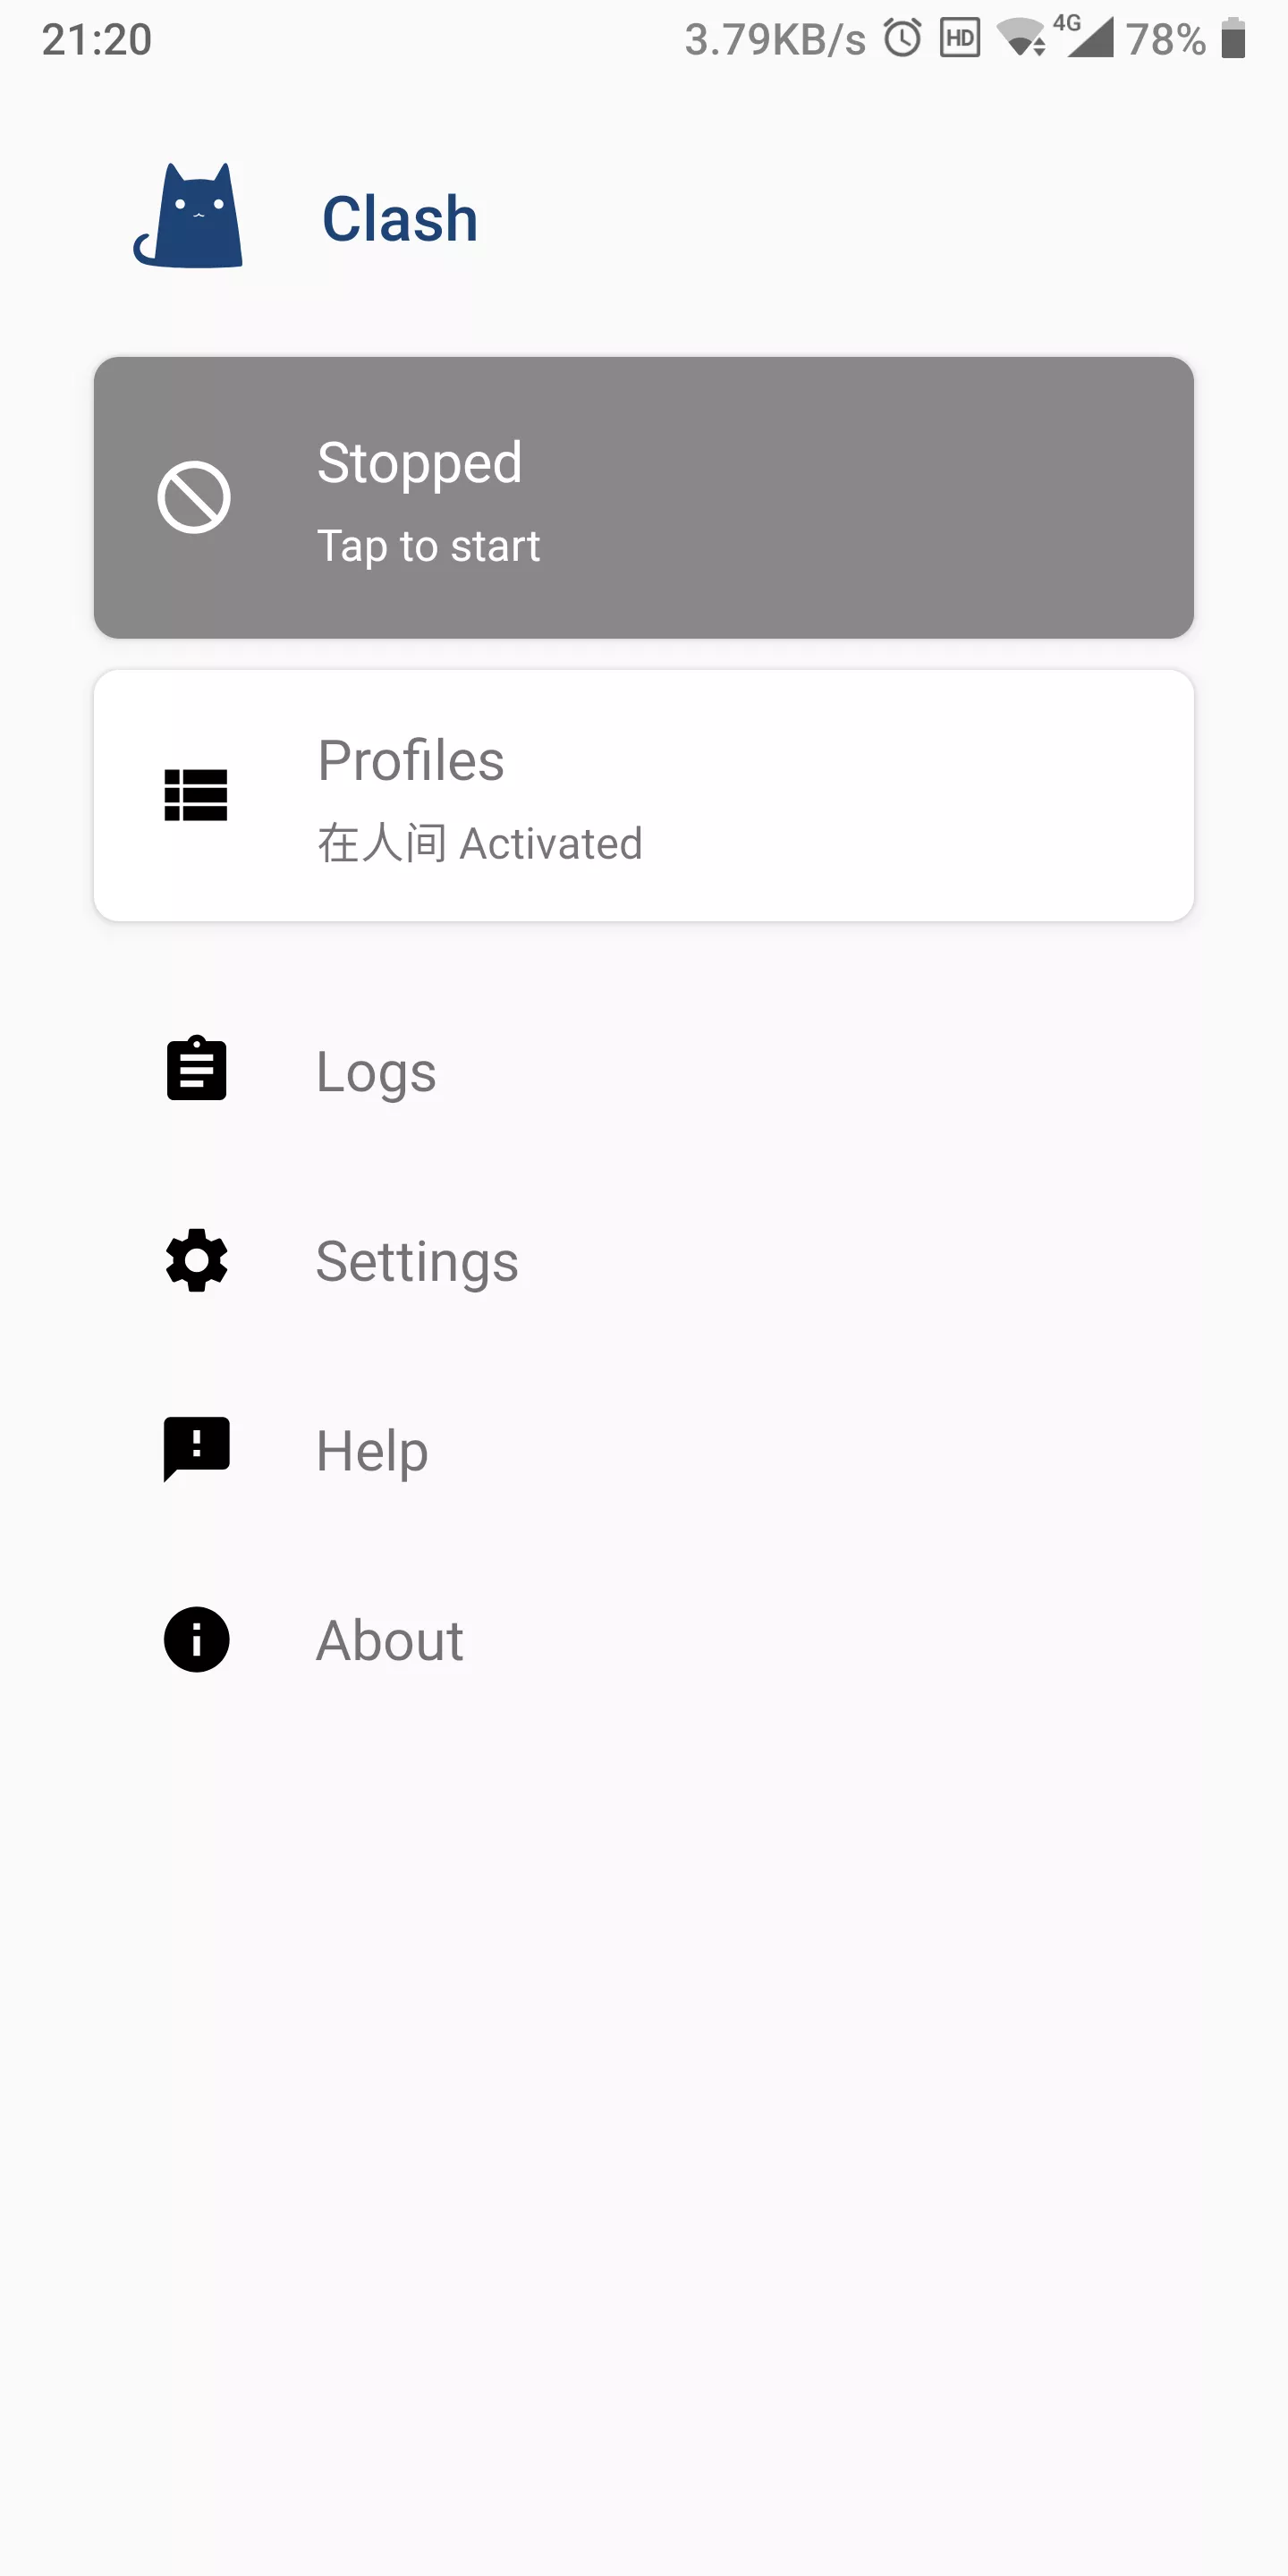 21:20 3.79KB/s HD 4G 78%
Clash
Stopped
Tap to start
Profiles
在人间 Activated
Logs
Settings
Help
About